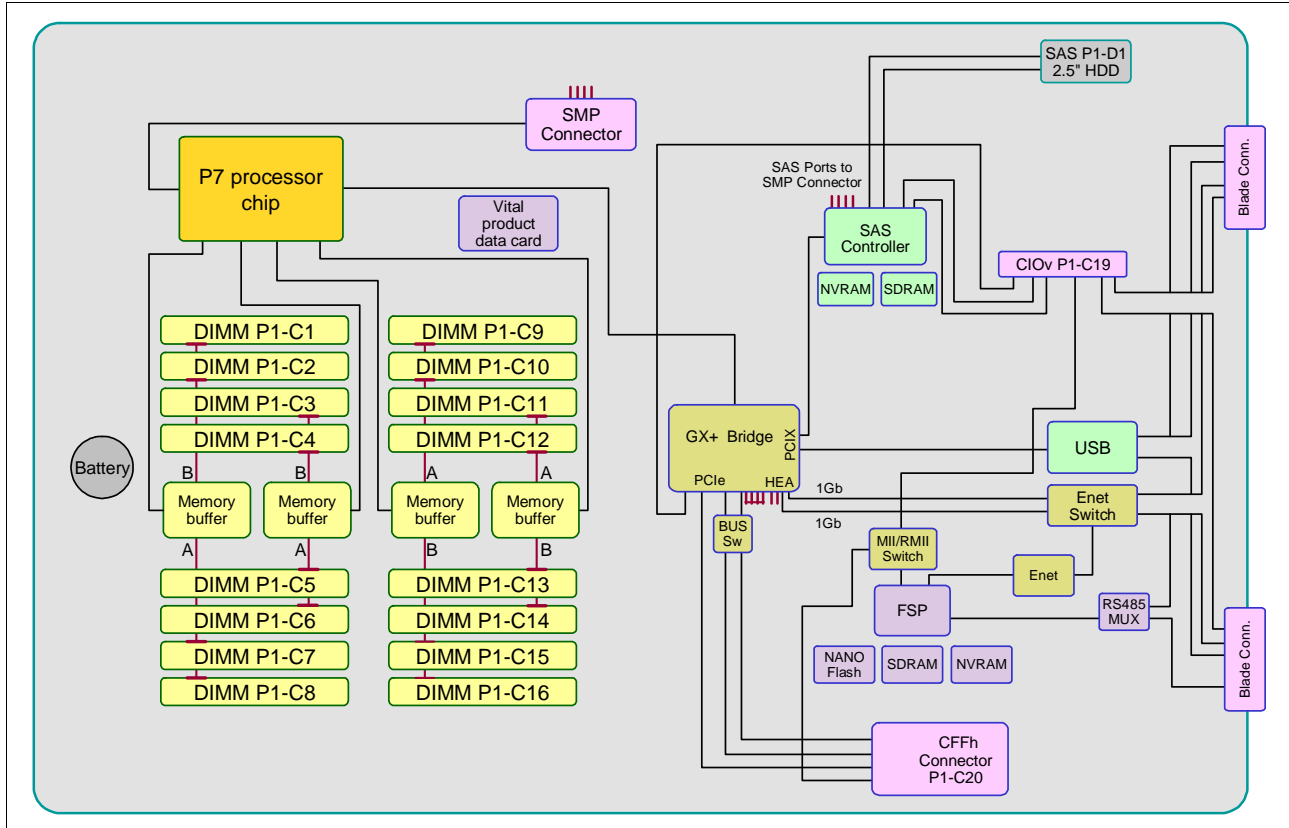 SAS P1-D1
2.5" HDD
SMP
Connector
Blade Conn.
P7 processor
chip
SAS Ports to
SMP Connector
Vital
product
data card
SAS
Controller
CIOv P1-C19
NVRAM
SDRAM
DIMM P1-C1
DIMM P1-C2
DIMM P1-C3
DIMM P1-C4
DIMM P1-C9
DIMM P1-C10
DIMM P1-C11
DIMM P1-C12
GX+ Bridge
PCIX
PCIe
HEA
USB
Battery
B
B
A
A
Memory
buffer
Memory
buffer
Memory
buffer
Memory
buffer
A
A
B
B
1Gb
1Gb
Enet
Switch
BUS
Sw
MII/RMII
Switch
Enet
FSP
RS485
MUX
DIMM P1-C5
DIMM P1-C6
DIMM P1-C7
DIMM P1-C8
DIMM P1-C13
DIMM P1-C14
DIMM P1-C15
DIMM P1-C16
NANO
Flash
SDRAM
NVRAM
Blade Conn.
CFFh
Connector
P1-C20